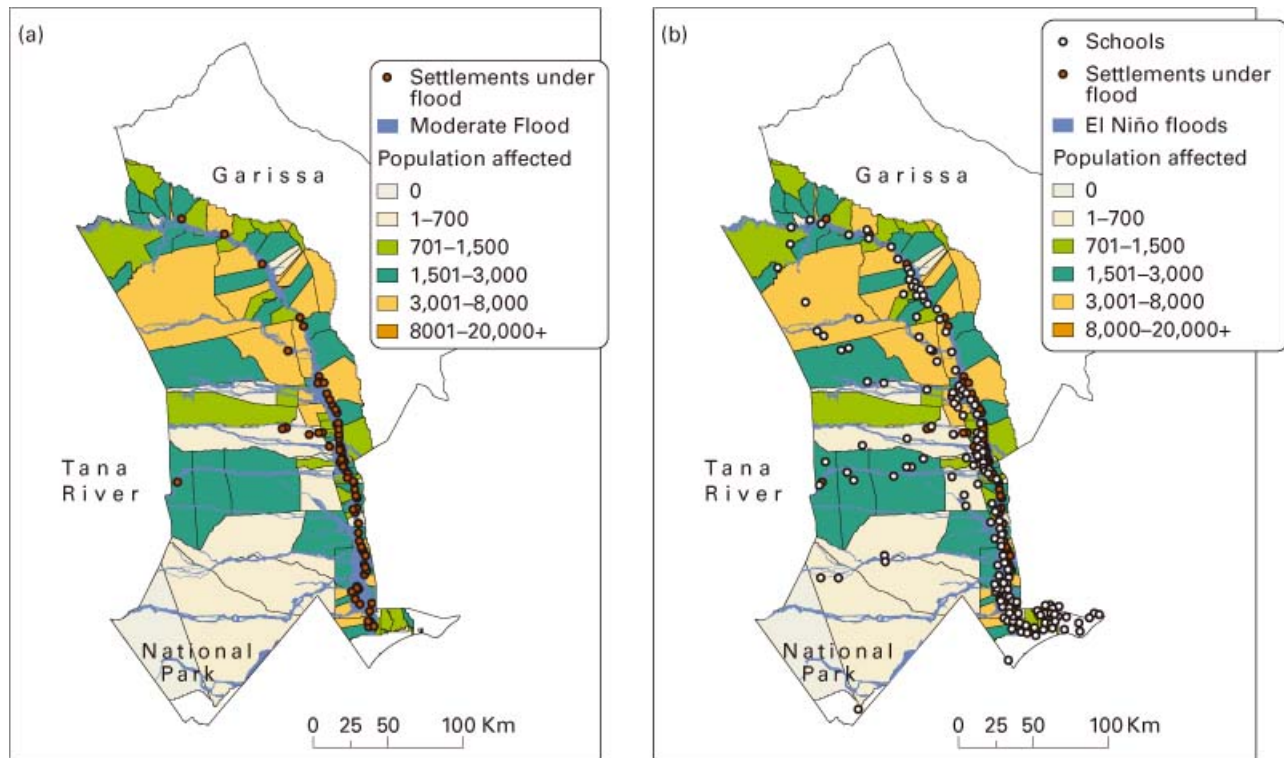 (a)
Settlements under
flood
Moderate Flood
Population affected
0
1–700
701–1,500
1,501–3,000
3,001–8,000
8001–20,000+
Garissa
Tana
River
National
Park
0 25 50 100 Km
(b)
Schools
Settlements under
flood
El Niño floods
Population affected
0
1–700
701–1,500
1,501–3,000
3,001–8,000
8,000–20,000+
Garissa
Tana
River
National
Park
0 25 50 100 Km